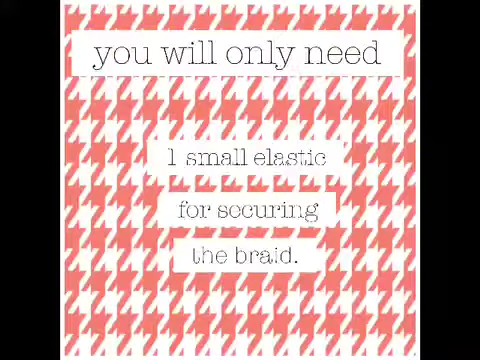 you will only need
1 small elastic
for securing
the braid.